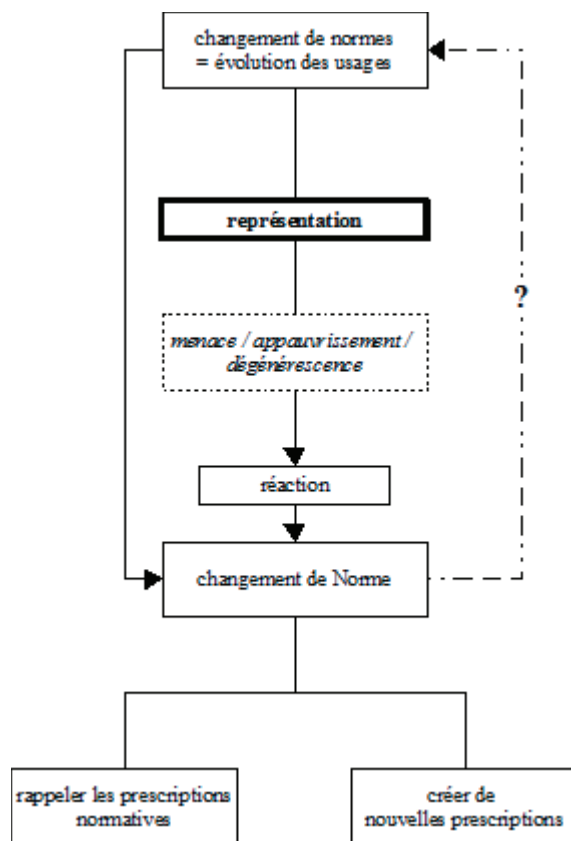 changement de normes
= évolution des usages
représentation
?
menace / appauvrissement /
dégénérescence
réaction
changement de Norme
rappeler les prescriptions
normatives
créer de
nouvelles prescriptions